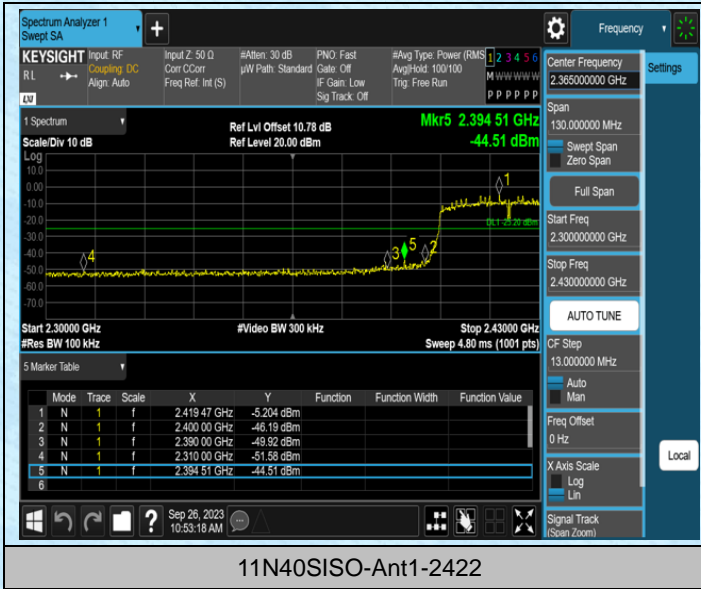 Spectrum Analyzer 1
Swept SA
+
Frequency
KEYSIGHT
RL
LXI
Input: RF
Coupling: DC
Align: Auto
Input Z: 50 Ω
Corr CCorr
Freq Ref: Int (S)
#Atten: 30 dB
µW Path: Standard
PNO: Fast
Gate: Off
IF Gain: Low
Sig Track: Off
#Avg Type: Power (RMS
Avg|Hold: 100/100
Trig: Free Run
1 2 3 4 5 6
M W W W W W
P P P P P P
1 Spectrum
Scale/Div 10 dB
Ref Lvl Offset 10.78 dB
Ref Level 20.00 dBm
Mkr5 2.394 51 GHz
-44.51 dBm
Log
10.0
0.00
-10.0
-20.0
-30.0
-40.0
-50.0
-60.0
-70.0
1
2
3
4
5
DL1 -25.20 dBm
Start 2.30000 GHz
#Res BW 100 kHz
#Video BW 300 kHz
Stop 2.43000 GHz
Sweep 4.80 ms (1001 pts)
5 Marker Table
Mode Trace Scale X Y Function Function Width Function Value
1 N 1 f 2.419 47 GHz -5.204 dBm
2 N 1 f 2.400 00 GHz -46.19 dBm
3 N 1 f 2.390 00 GHz -49.92 dBm
4 N 1 f 2.310 00 GHz -51.58 dBm
5 N 1 f 2.394 51 GHz -44.51 dBm
6
?
Sep 26, 2023
10:53:18 AM
Center Frequency
2.365000000 GHz
Settings
Span
130.000000 MHz
Swept Span
Zero Span
Full Span
Start Freq
2.300000000 GHz
Stop Freq
2.430000000 GHz
AUTO TUNE
CF Step
13.000000 MHz
Auto
Man
Freq Offset
0 Hz
X Axis Scale
Log
Lin
Local
Signal Track
(Span Zoom)
11N40SISO-Ant1-2422